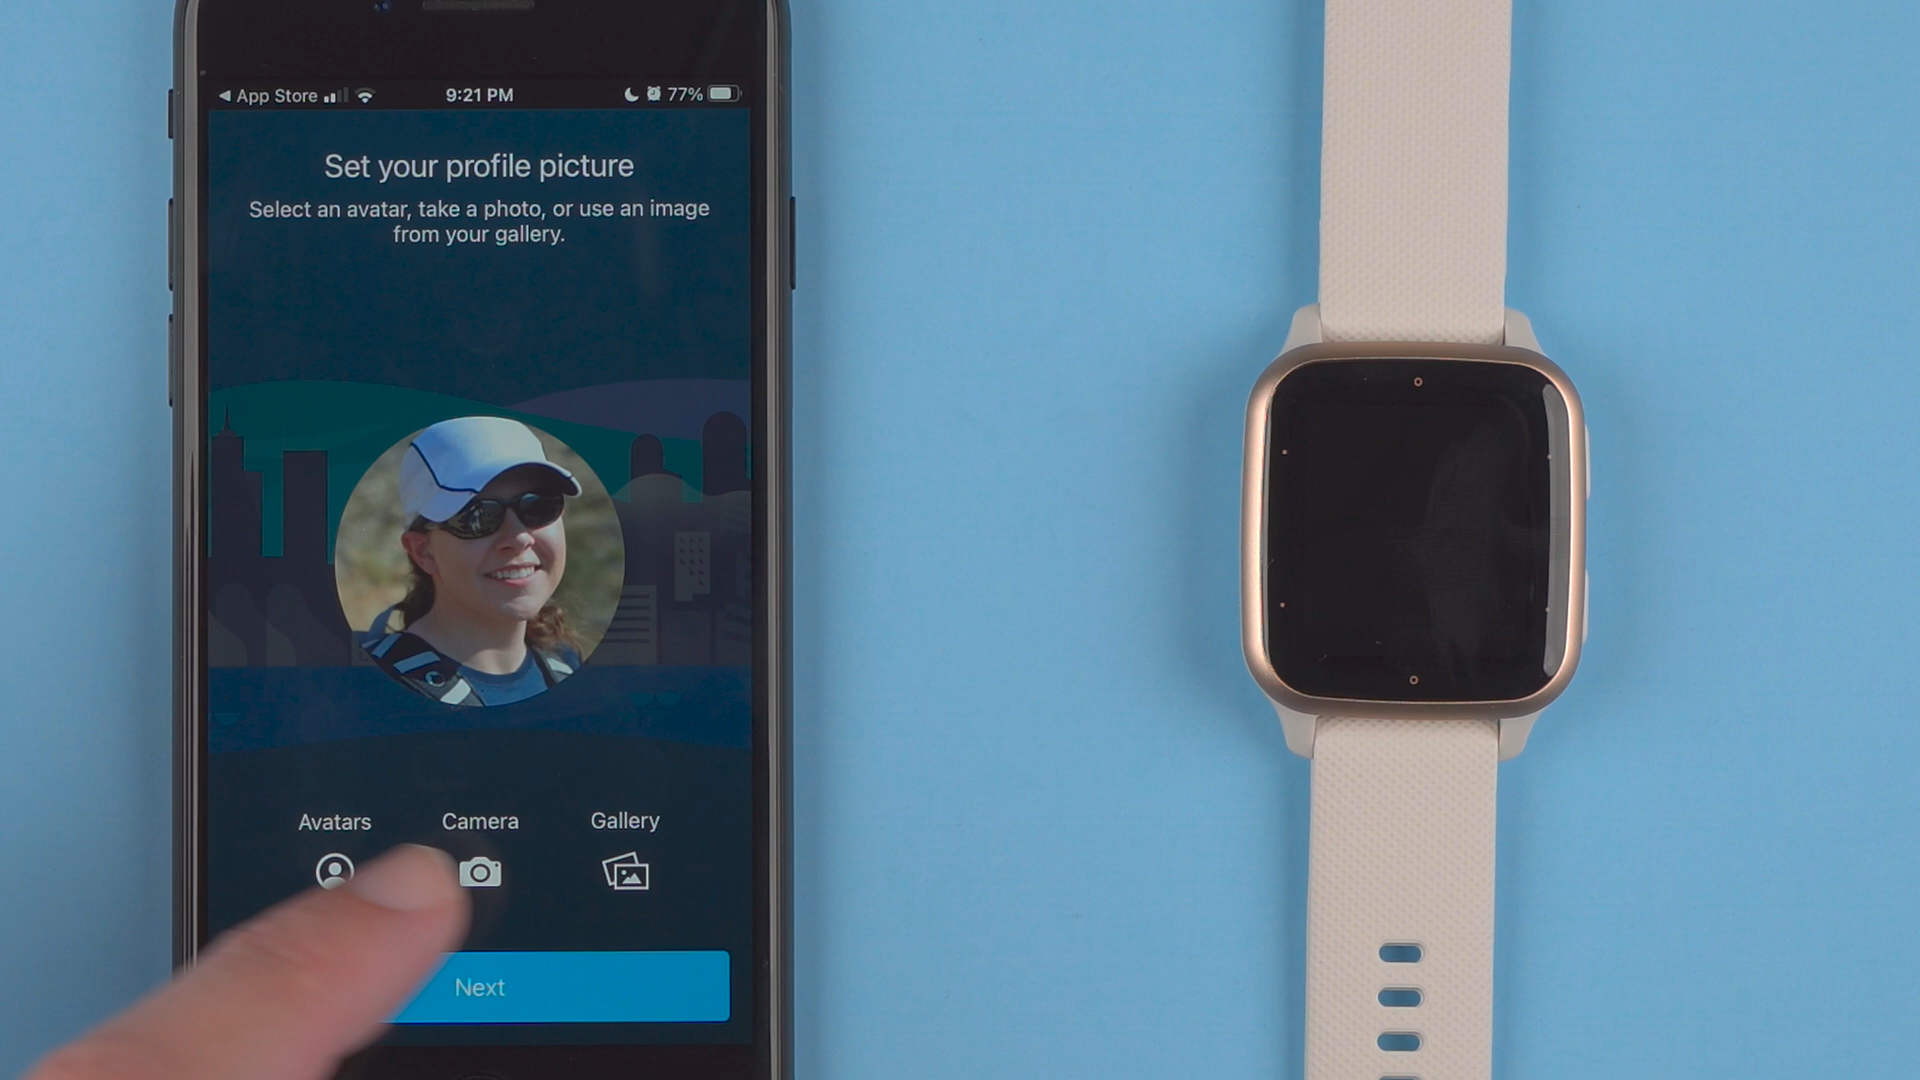 App Store
9:21 PM
77%
Set your profile picture
Select an avatar, take a photo, or use an image
from your gallery.
Avatars
Camera
Gallery
Next